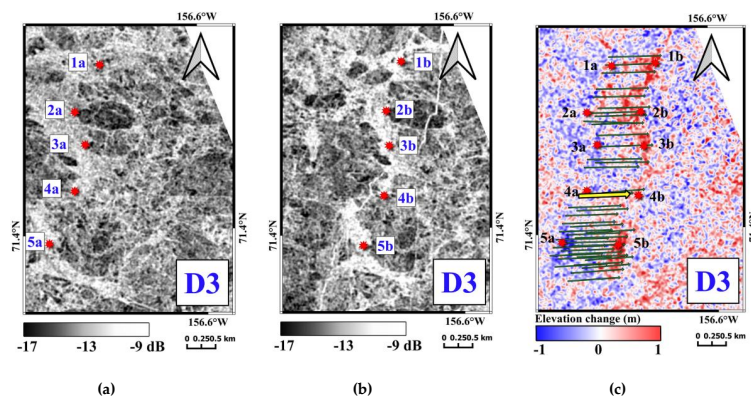 156.6°W
156.6°W
1a
2a
3a
4a
5a
71.4°N
71.4°N
D3
156.6°W
-17
-13
-9 dB
0 0.250.5 km
(a)
156.6°W
1b
2b
3b
4b
5b
71.4°N
D3
156.6°W
-17
-13
-9 dB
0 0.250.5 km
(b)
1a
1b
2a
2b
3a
3b
4a
4b
5a
5b
71.4°N
71.4°N
D3
Elevation change (m)
-1
0
1
156.6°W
0 0.250.5 km
(c)